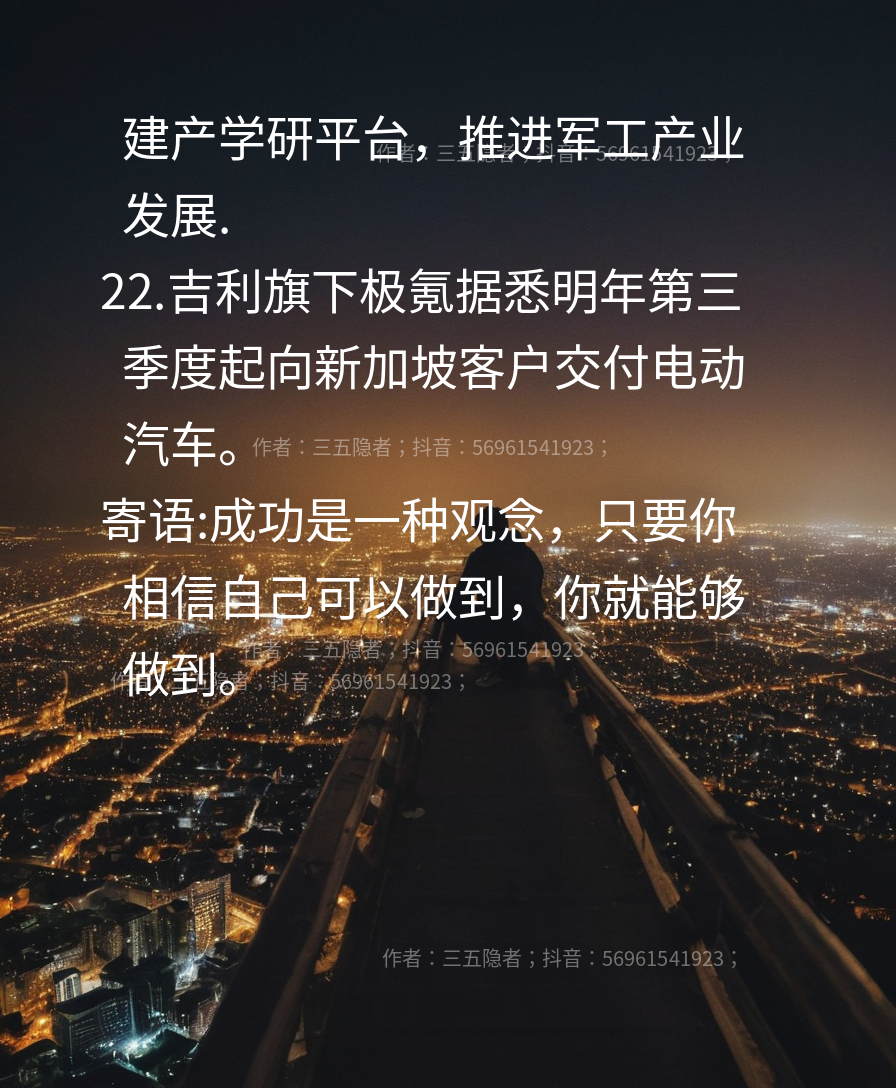 建产学研平台，推进军工产业
作者：三五隐者；抖音：56961541923；
发展.
22.吉利旗下极氪据悉明年第三
季度起向新加坡客户交付电动
汽车。
作者：三五隐者；抖音：56961541923；
寄语:成功是一种观念，只要你
相信自己可以做到，你就能够
作者：三五隐者；抖音：56961541923；
做到。
作者：三五隐者；抖音：56961541923；
作者：三五隐者；抖音：56961541923；